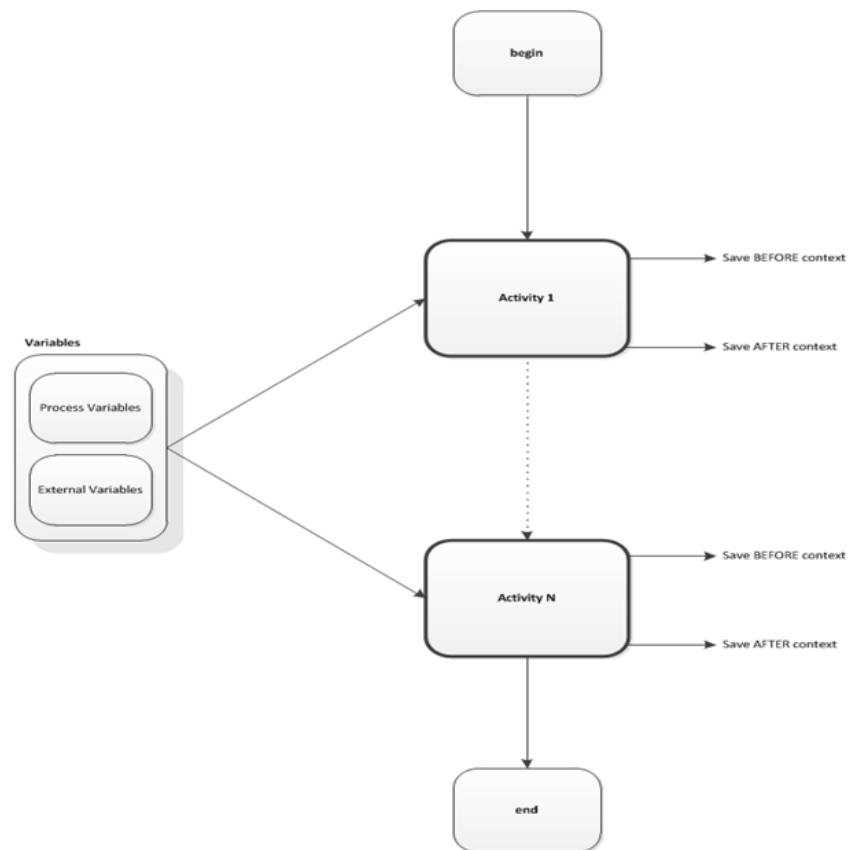 begin
Activity 1
Save BEFORE context
Save AFTER context
Variables
Process Variables
External Variables
Activity N
Save BEFORE context
Save AFTER context
end